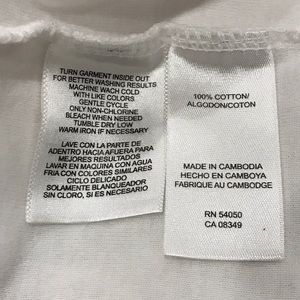 TURN GARMENT INSIDE OUT
FOR BETTER WASHING RESULTS
MACHINE WASH COLD
WITH LIKE COLORS
GENTLE CYCLE
ONLY NON-CHLORINE
BLEACH WHEN NEEDED
TUMBLE DRY LOW
WARM IRON IF NECESSARY
LAVE CON LA PARTE DE
ADENTRO HACIA AFUERA PARA
MEJORES RESULTADOS
LAVAR EN MAQUINA CON AGUA
FRIA CON COLORES SIMILARES
CICLO DELICADO
SOLAMENTE BLANQUEADOR
SIN CLORO, SI ES NECESARIO
100% COTTON/
ALGODON/COTON
MADE IN CAMBODIA
HECHO EN CAMBOYA
FABRIQUE AU CAMBODGE
RN 54050
CA 08349